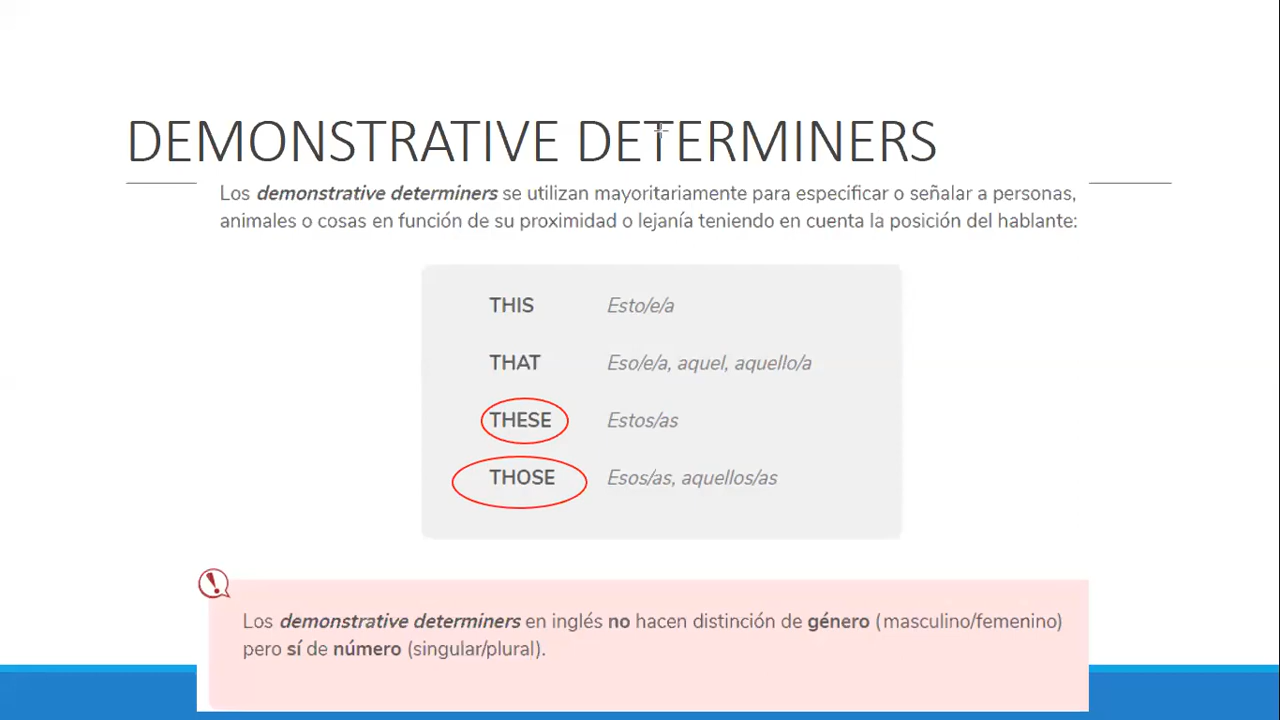 DEMONSTRATIVE DETERMINERS
Los demonstrative determiners se utilizan mayoritariamente para especificar o señalar a personas,
animales o cosas en función de su proximidad o lejanía teniendo en cuenta la posición del hablante:
THIS Esto/e/a
THAT Eso/e/a, aquel, aquello/a
THESE Estos/as
THOSE Esos/as, aquellos/as
Los demonstrative determiners en inglés no hacen distinción de género (masculino/femenino)
pero sí de número (singular/plural).